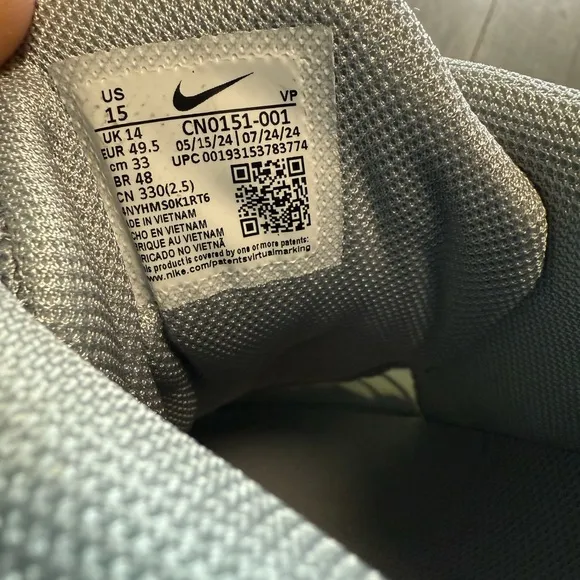 US
15
VP
UK 14
CN0151-001
EUR 49.5
05/15/24 | 07/24/24
cm 33
UPC 00193153783774
BR 48
CN 330(2.5)
NYHMS0K1RT6
DE IN VIETNAM
CHO EN VIETNAM
RIQUE AU VIETNAM
RICADO NO VIETNÃ
his product is covered by one or more patents:
www.nike.com/patentsvirtualmarking